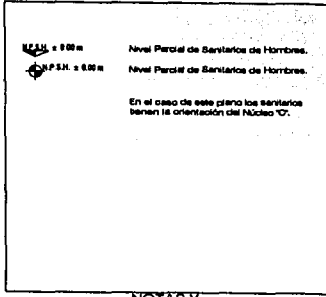 N.P.S.H. ± 0.00 m Nivel Parcial de Sanitarios de Hombres.
N.P.S.H. ± 0.00 m Nivel Parcial de Sanitarios de Hombres.
En el caso de este plano los sanitarios
tienen la orientación del Núcleo "O".
NOTAS Y